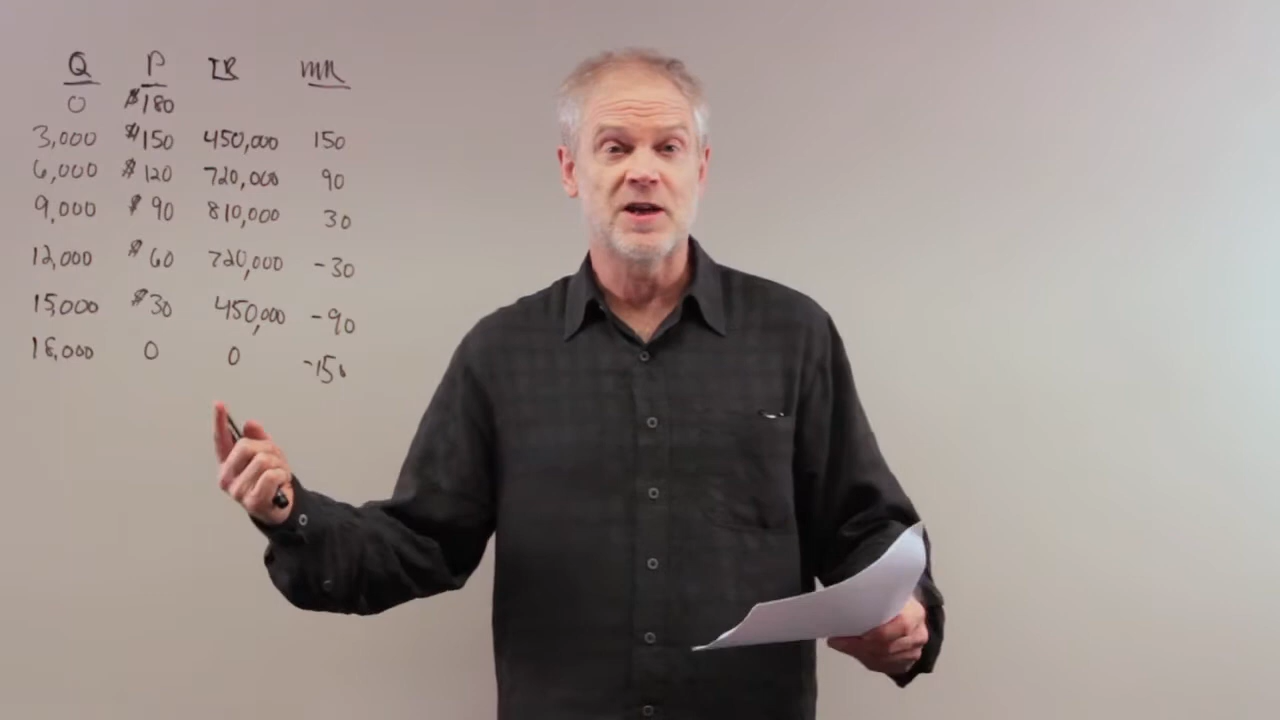 Q P TR MR
0 $180
3,000 $150 450,000 150
6,000 $120 720,000 90
9,000 $90 810,000 30
12,000 $60 720,000 -30
15,000 $30 450,000 -90
18,000 0 0 -150